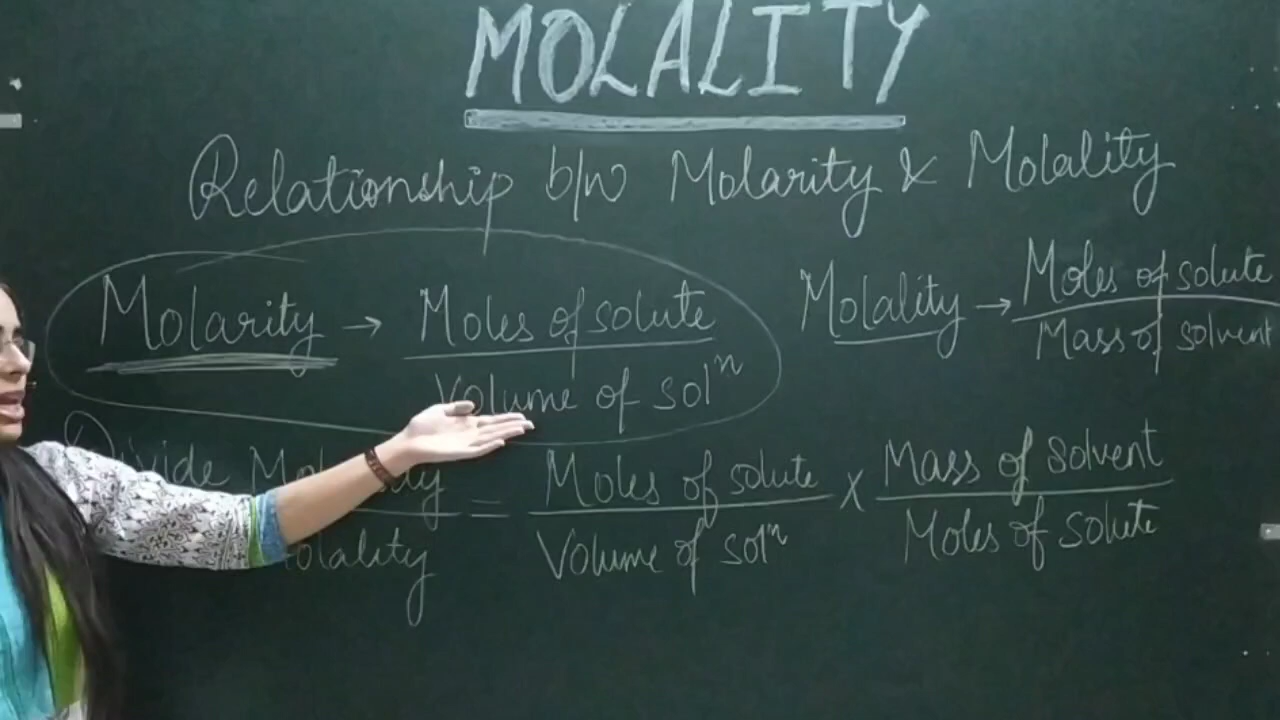 MOLALITY
Relationship b/w Molarity & Molality
Molarity → Moles of solute
Volume of solⁿ
Molality → Moles of solute
Mass of solvent
Divide = Moles of solute × Mass of Solvent
Volume of solⁿ Moles of Solute